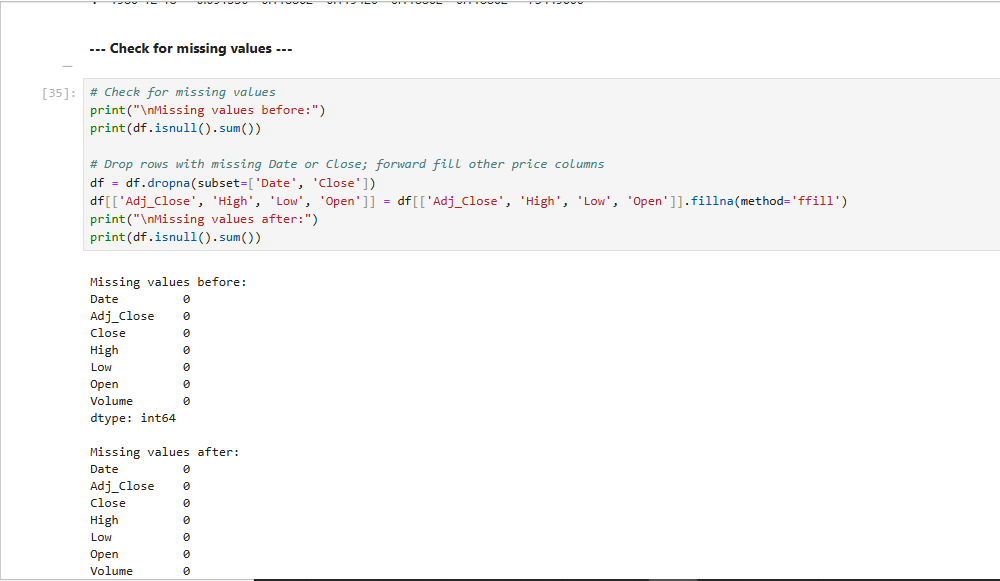 --- Check for missing values ---
[35]:
# Check for missing values
print("\nMissing values before:")
print(df.isnull().sum())
# Drop rows with missing Date or Close; forward fill other price columns
df = df.dropna(subset=['Date', 'Close'])
df[['Adj_Close', 'High', 'Low', 'Open']] = df[['Adj_Close', 'High', 'Low', 'Open']].fillna(method='ffill')
print("\nMissing values after:")
print(df.isnull().sum())
Missing values before:
Date 0
Adj_Close 0
Close 0
High 0
Low 0
Open 0
Volume 0
dtype: int64
Missing values after:
Date 0
Adj_Close 0
Close 0
High 0
Low 0
Open 0
Volume 0